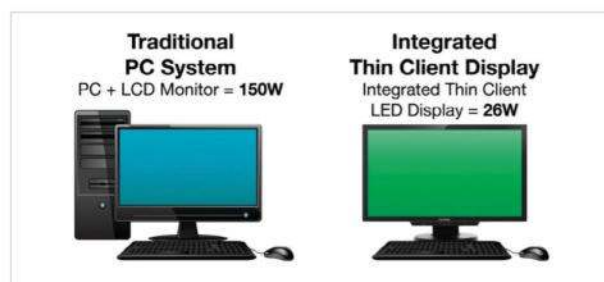 Traditional
PC System
PC + LCD Monitor = 150W
Integrated
Thin Client Display
Integrated Thin Client
LED Display = 26W